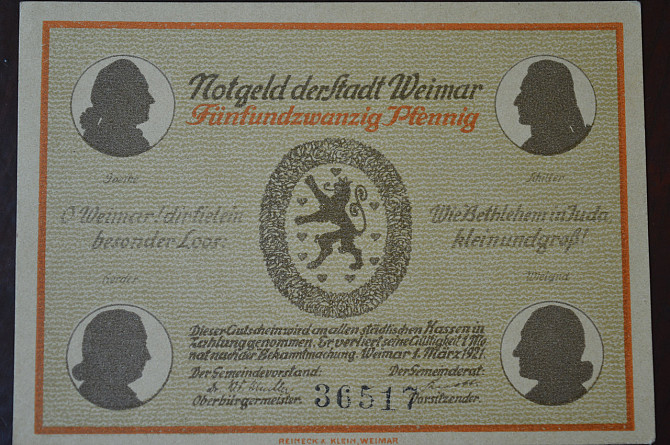 Notgeld der Stadt Weimar
Fünfundzwanzig Pfennig
Goethe
Schiller
O Weimar! dir fiel ein
besonder Loos:
Wie Bethlehem in Juda
klein und groß!
Herder
Wieland
Dieser Gutschein wird an allen städtischen Kassen in
Zahlung genommen. Er verliert seine Gültigkeit 1 Mo
nat nach der Bekanntmachung. Weimar 1. März 1921.
Der Gemeindevorstand:
Der Gemeinderat:
Oberbürgermeister.
36517
Vorsitzender.
REINECK & KLEIN, WEIMAR